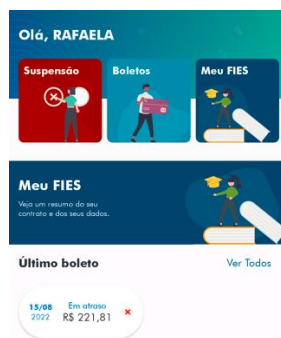 Olá, RAFAELA
Suspensão
Boletos
Meu FIES
Meu FIES
Veja um resumo do seu
contrato e dos seus dados.
Último boleto
Ver Todos
15/08
2022
Em atraso
R$ 221,81